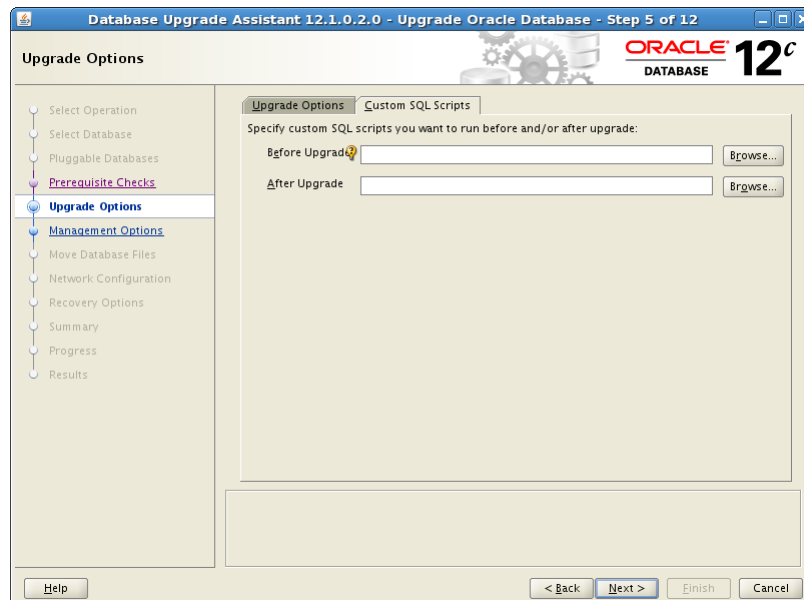 Database Upgrade Assistant 12.1.0.2.0 - Upgrade Oracle Database - Step 5 of 12
Upgrade Options
ORACLE
DATABASE
12c
Select Operation
Select Database
Pluggable Databases
Prerequisite Checks
Upgrade Options
Management Options
Move Database Files
Network Configuration
Recovery Options
Summary
Progress
Results
Upgrade Options Custom SQL Scripts
Specify custom SQL scripts you want to run before and/or after upgrade:
Before Upgrade Browse...
After Upgrade Browse...
Help < Back Next > Finish Cancel